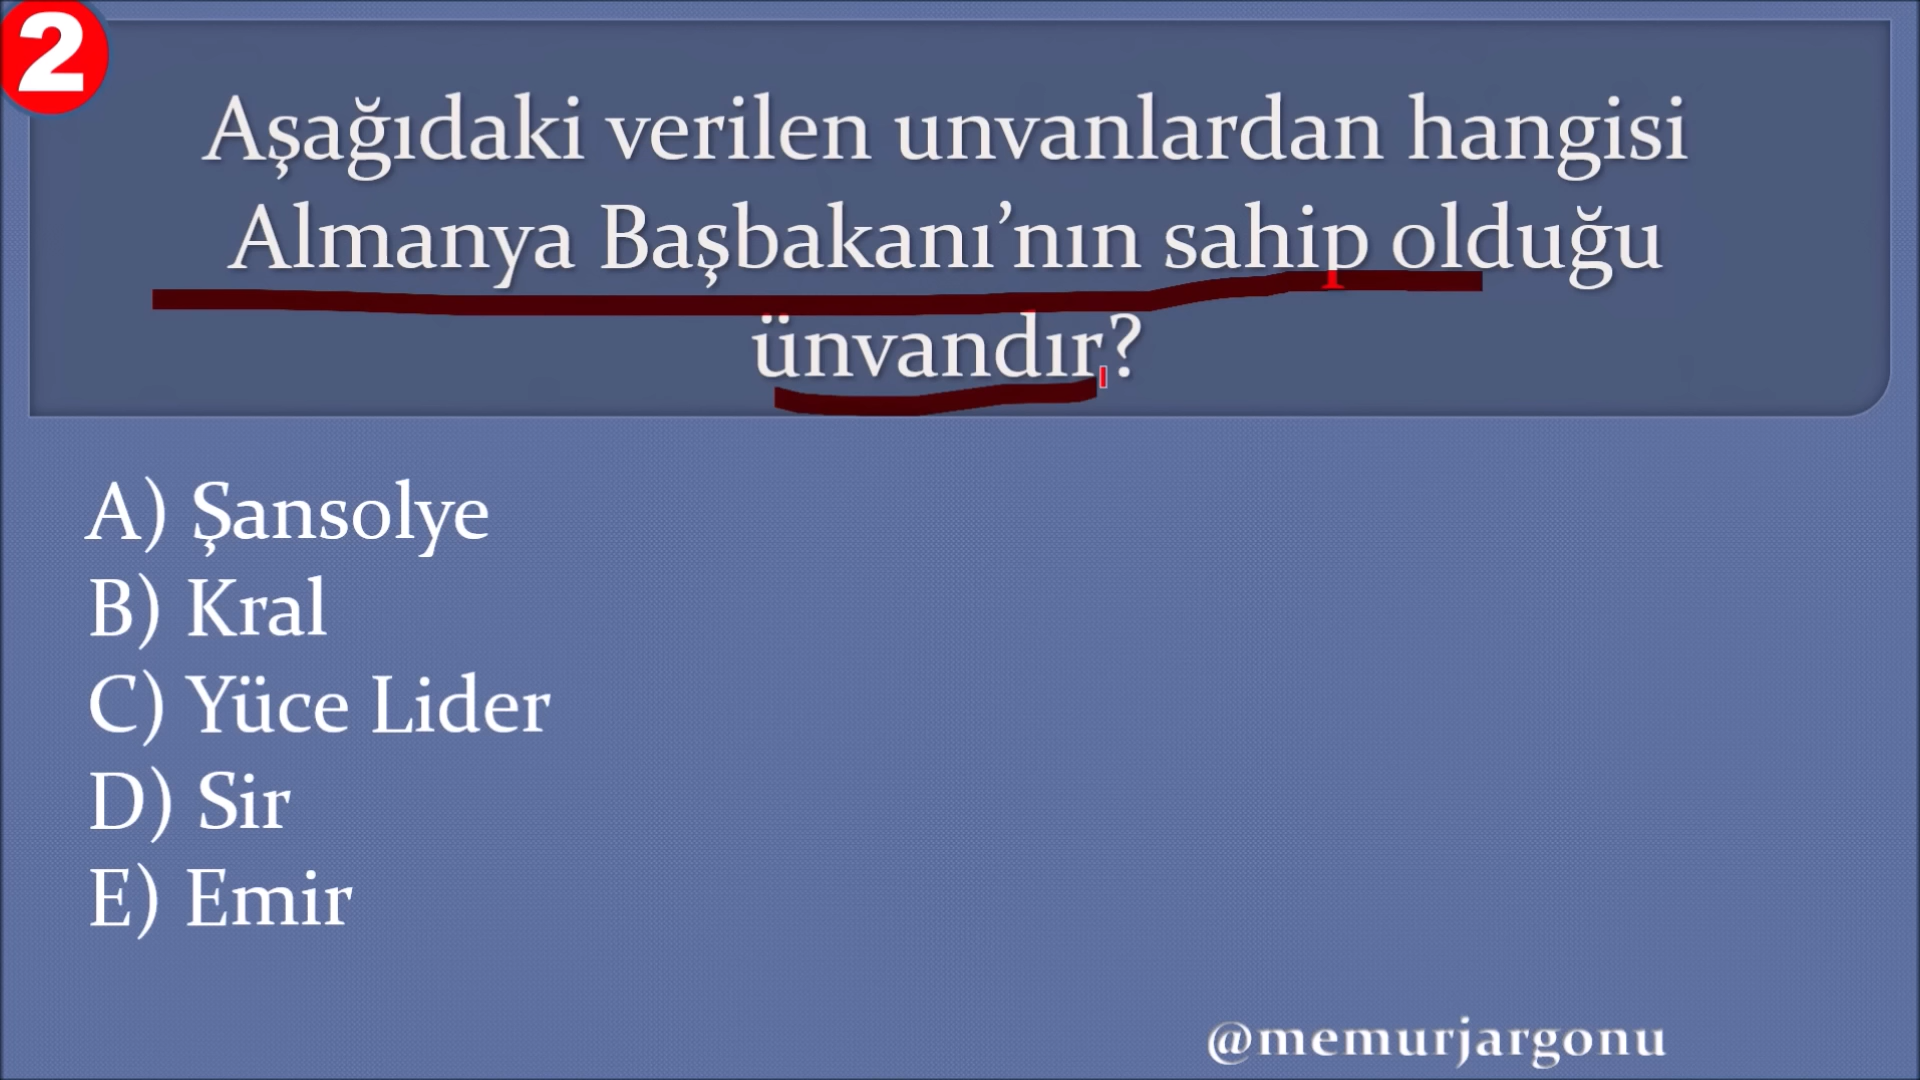 2
Aşağıdaki verilen unvanlardan hangisi
Almanya Başbakanı’nın sahip olduğu
ünvandır?
A) Şansolye
B) Kral
C) Yüce Lider
D) Sir
E) Emir
@memurjargonu